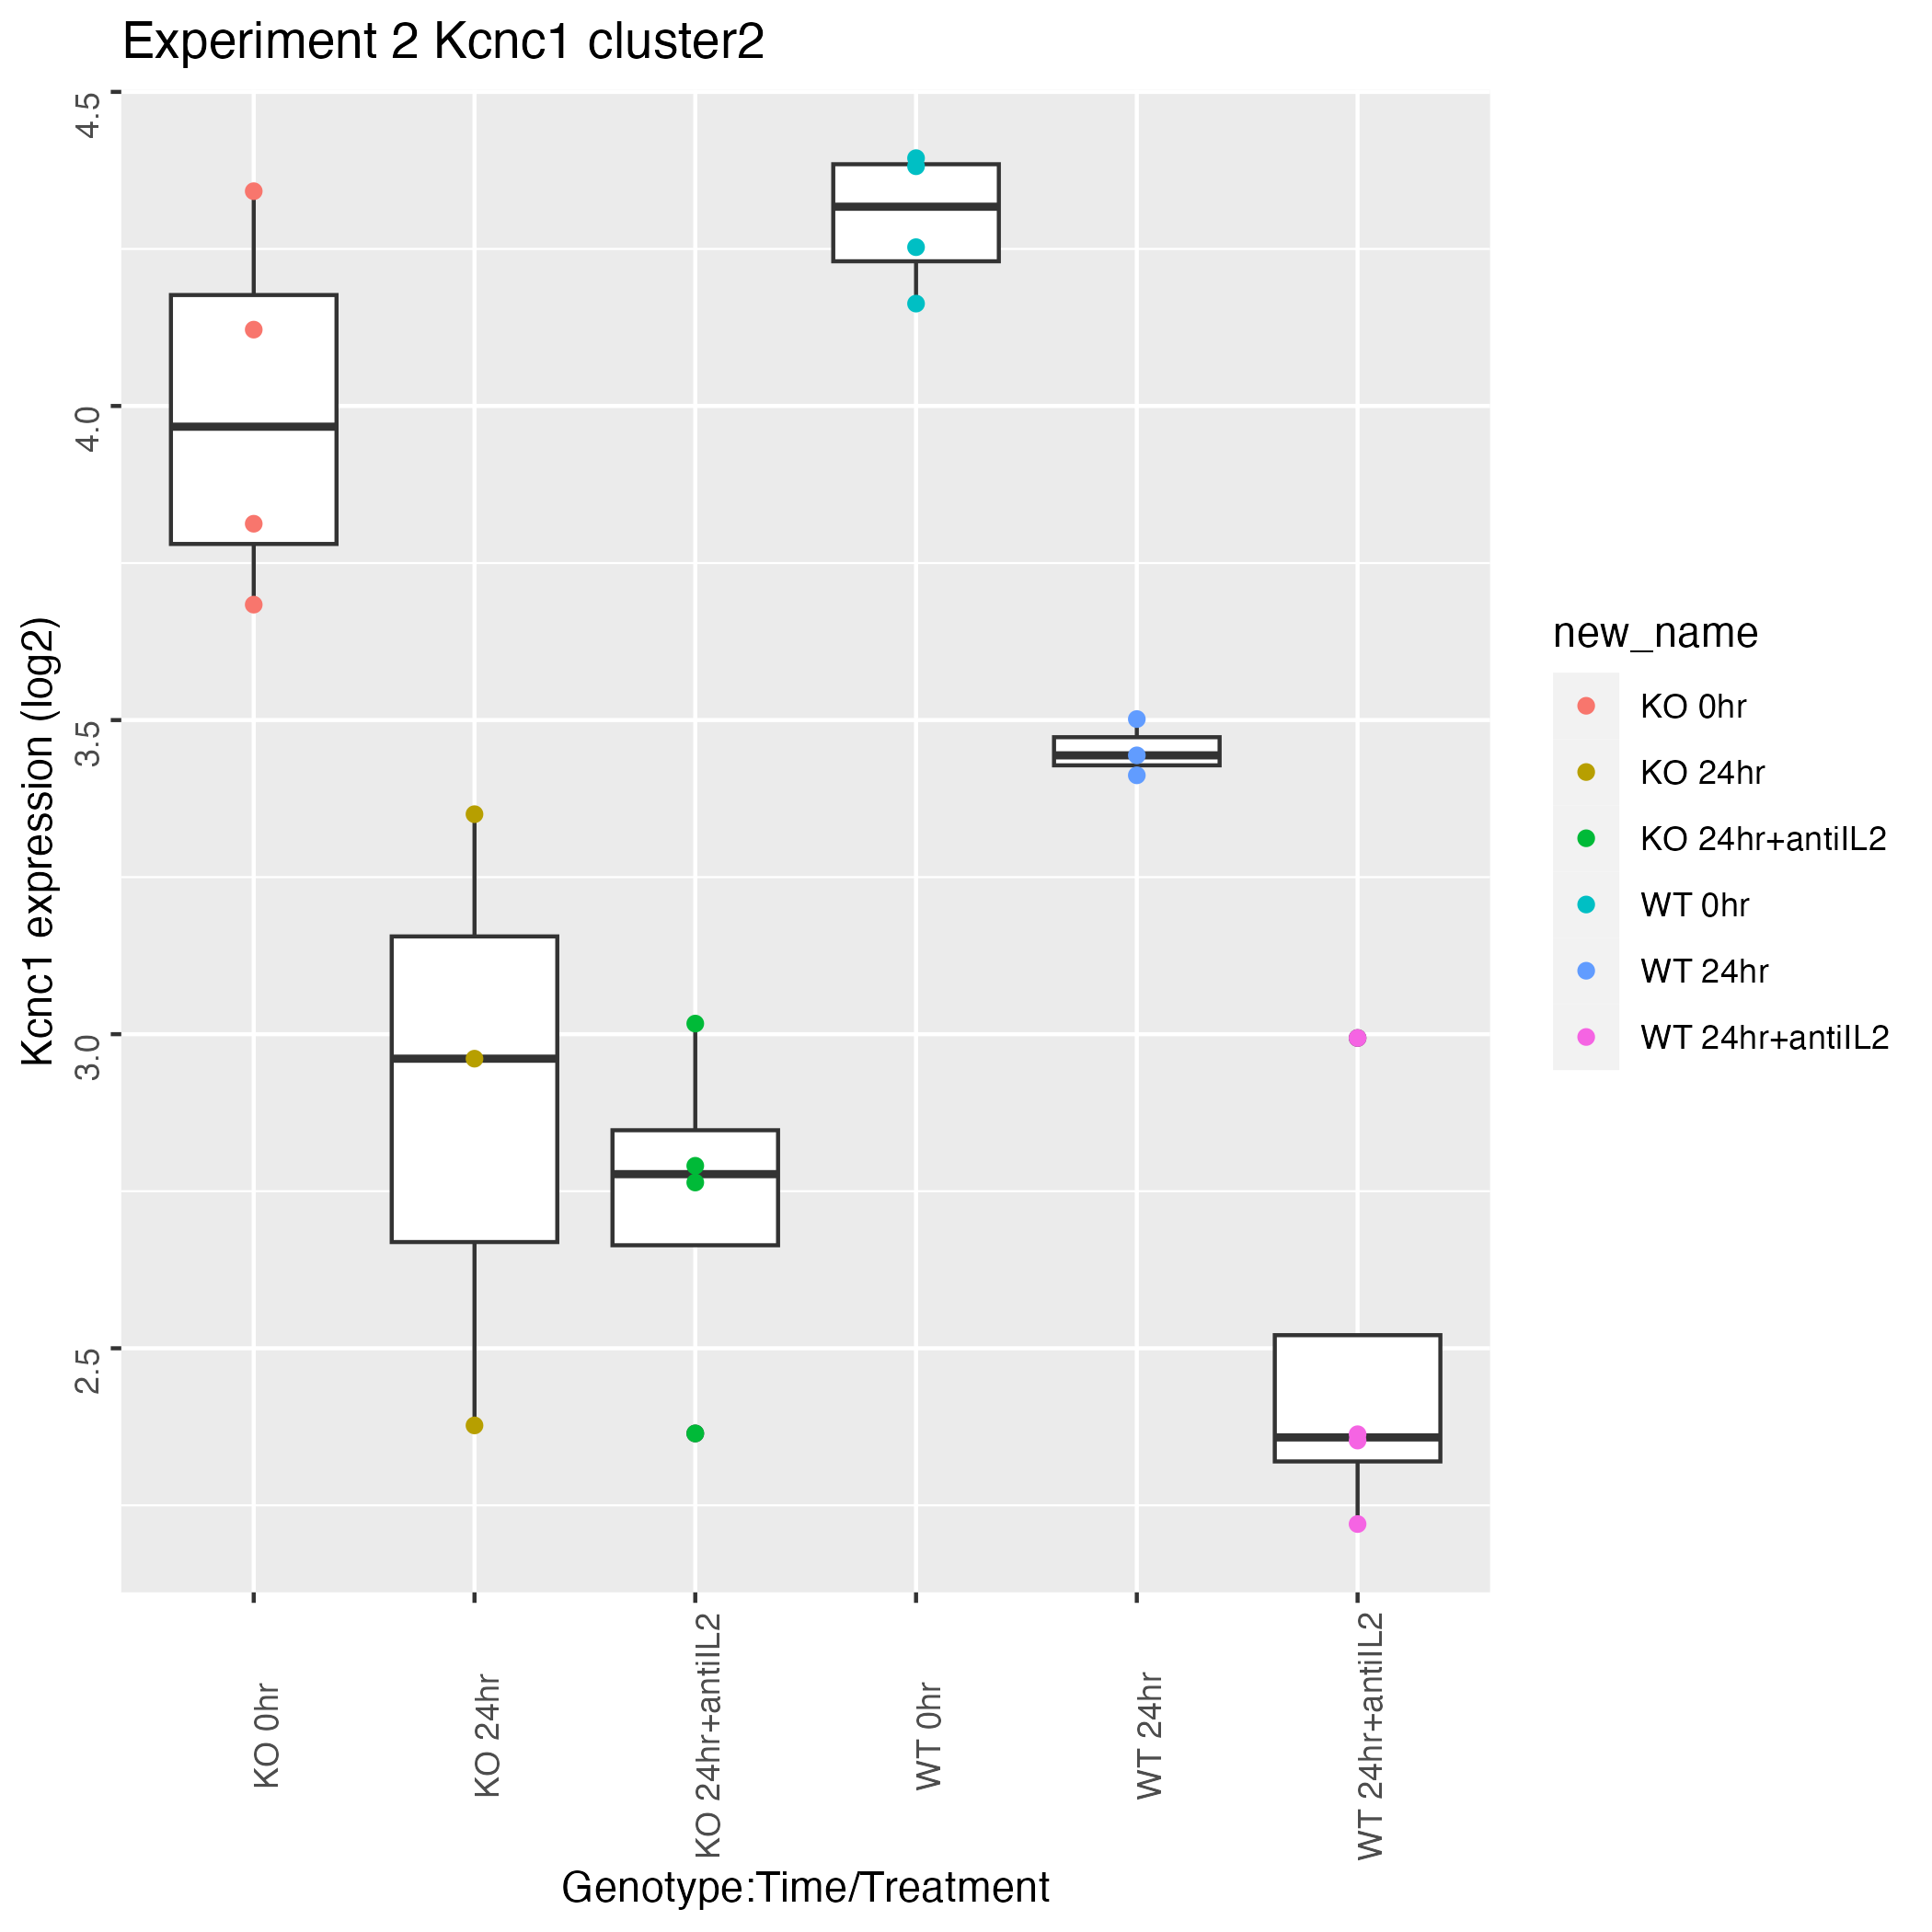 Experiment 2 Kcnc1 cluster2
Kcnc1 expression (log2)
4.5
4.0
3.5
3.0
2.5
KO 0hr
KO 24hr
KO 24hr+antiIL2
WT 0hr
WT 24hr
WT 24hr+antiIL2
Genotype:Time/Treatment
new_name
KO 0hr
KO 24hr
KO 24hr+antiIL2
WT 0hr
WT 24hr
WT 24hr+antiIL2